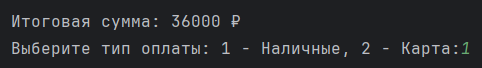 Итоговая сумма: 36000 ₽
Выберите тип оплаты: 1 - Наличные, 2 - Карта:1